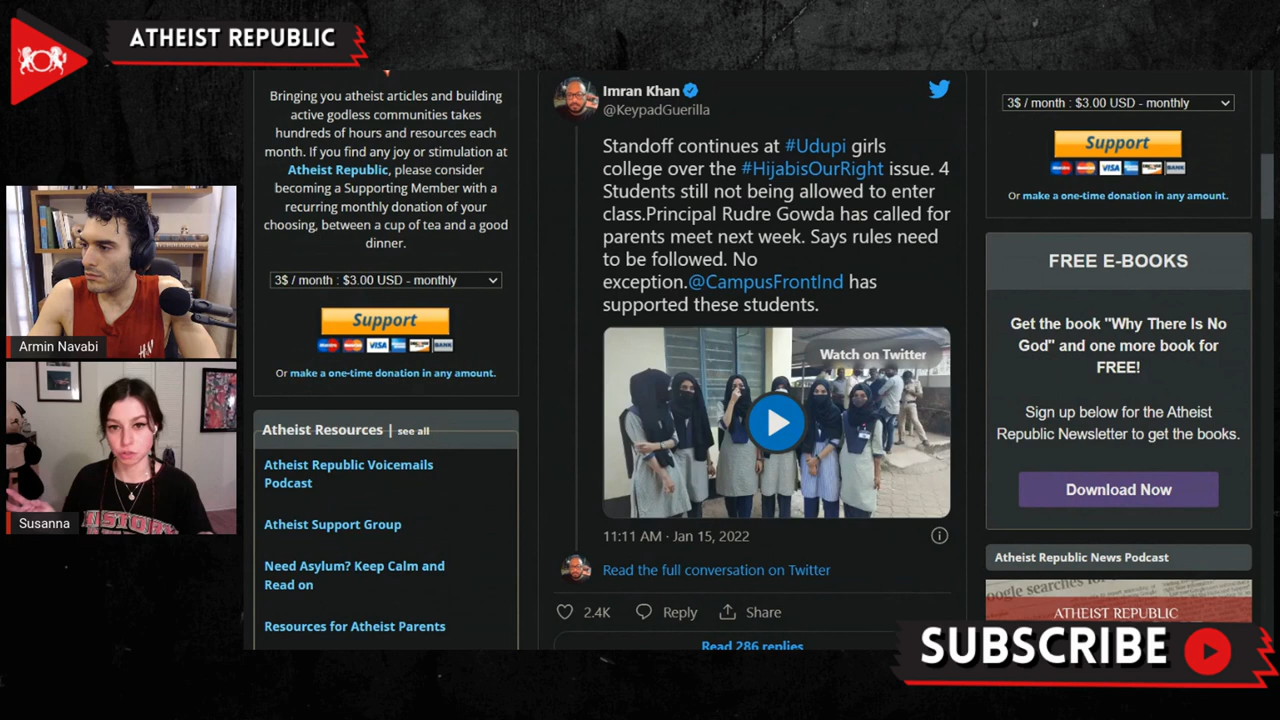 ATHEIST REPUBLIC
Bringing you atheist articles and building
active godless communities takes
hundreds of hours and resources each
month. If you find any joy or stimulation at
Atheist Republic, please consider
becoming a Supporting Member with a
recurring monthly donation of your
choosing, between a cup of tea and a good
dinner.
3$ / month : $3.00 USD - monthly
Support
VISA
BANK
Or make a one-time donation in any amount.
Atheist Resources | see all
Atheist Republic Voicemails
Podcast
Atheist Support Group
Need Asylum? Keep Calm and
Read on
Resources for Atheist Parents
Armin Navabi
Susanna
Imran Khan
@KeypadGuerilla
Standoff continues at #Udupi girls
college over the #HijabisOurRight issue. 4
Students still not being allowed to enter
class.Principal Rudre Gowda has called for
parents meet next week. Says rules need
to be followed. No
exception.@CampusFrontInd has
supported these students.
Watch on Twitter
11:11 AM · Jan 15, 2022
Read the full conversation on Twitter
2.4K Reply Share
Read 286 replies
3$ / month : $3.00 USD - monthly
Support
VISA
BANK
Or make a one-time donation in any amount.
FREE E-BOOKS
Get the book "Why There Is No
God" and one more book for
FREE!
Sign up below for the Atheist
Republic Newsletter to get the books.
Download Now
Atheist Republic News Podcast
oogle searches for
ATHEIST REPUBLIC
SUBSCRIBE